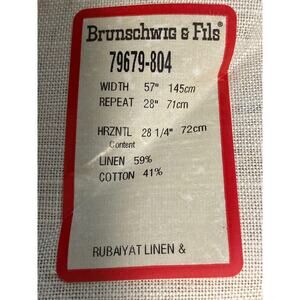 Brunschwig & Fils®
79679-804
WIDTH 57" 145cm
REPEAT 28" 71cm
HRZNTL 28 1/4" 72cm
Content
LINEN 59%
COTTON 41%
RUBAIYAT LINEN &